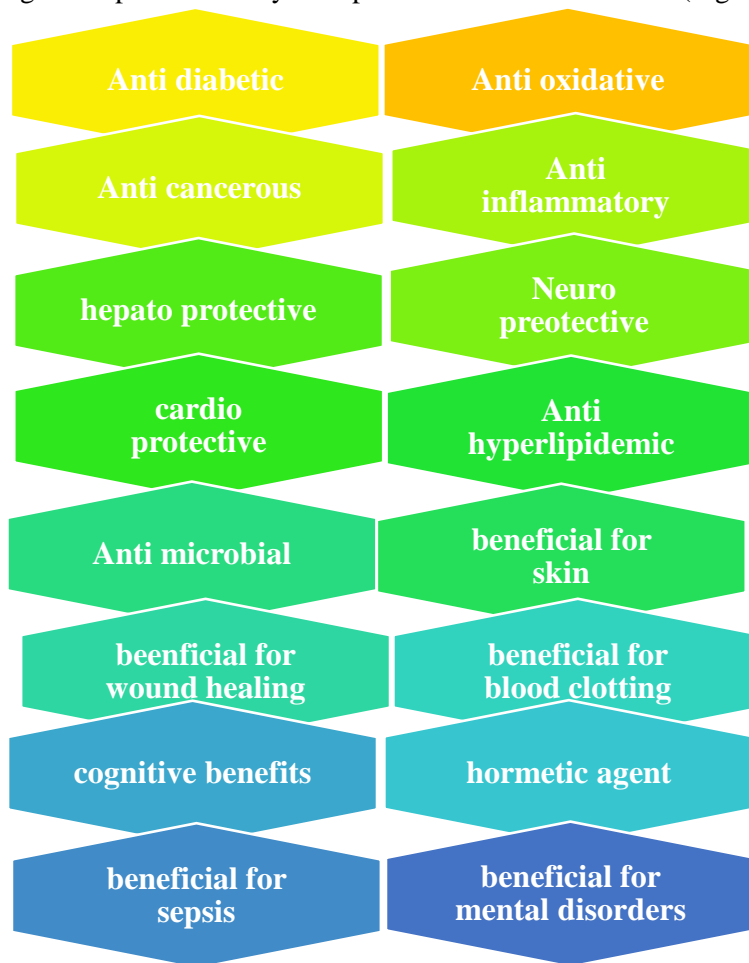 Anti diabetic
Anti oxidative
Anti cancerous
Anti
inflammatory
hepato protective
Neuro
preotective
cardio
protective
Anti
hyperlipidemic
Anti microbial
beneficial for
skin
beenficial for
wound healing
beneficial for
blood clotting
cognitive benefits
hormetic agent
beneficial for
sepsis
beneficial for
mental disorders